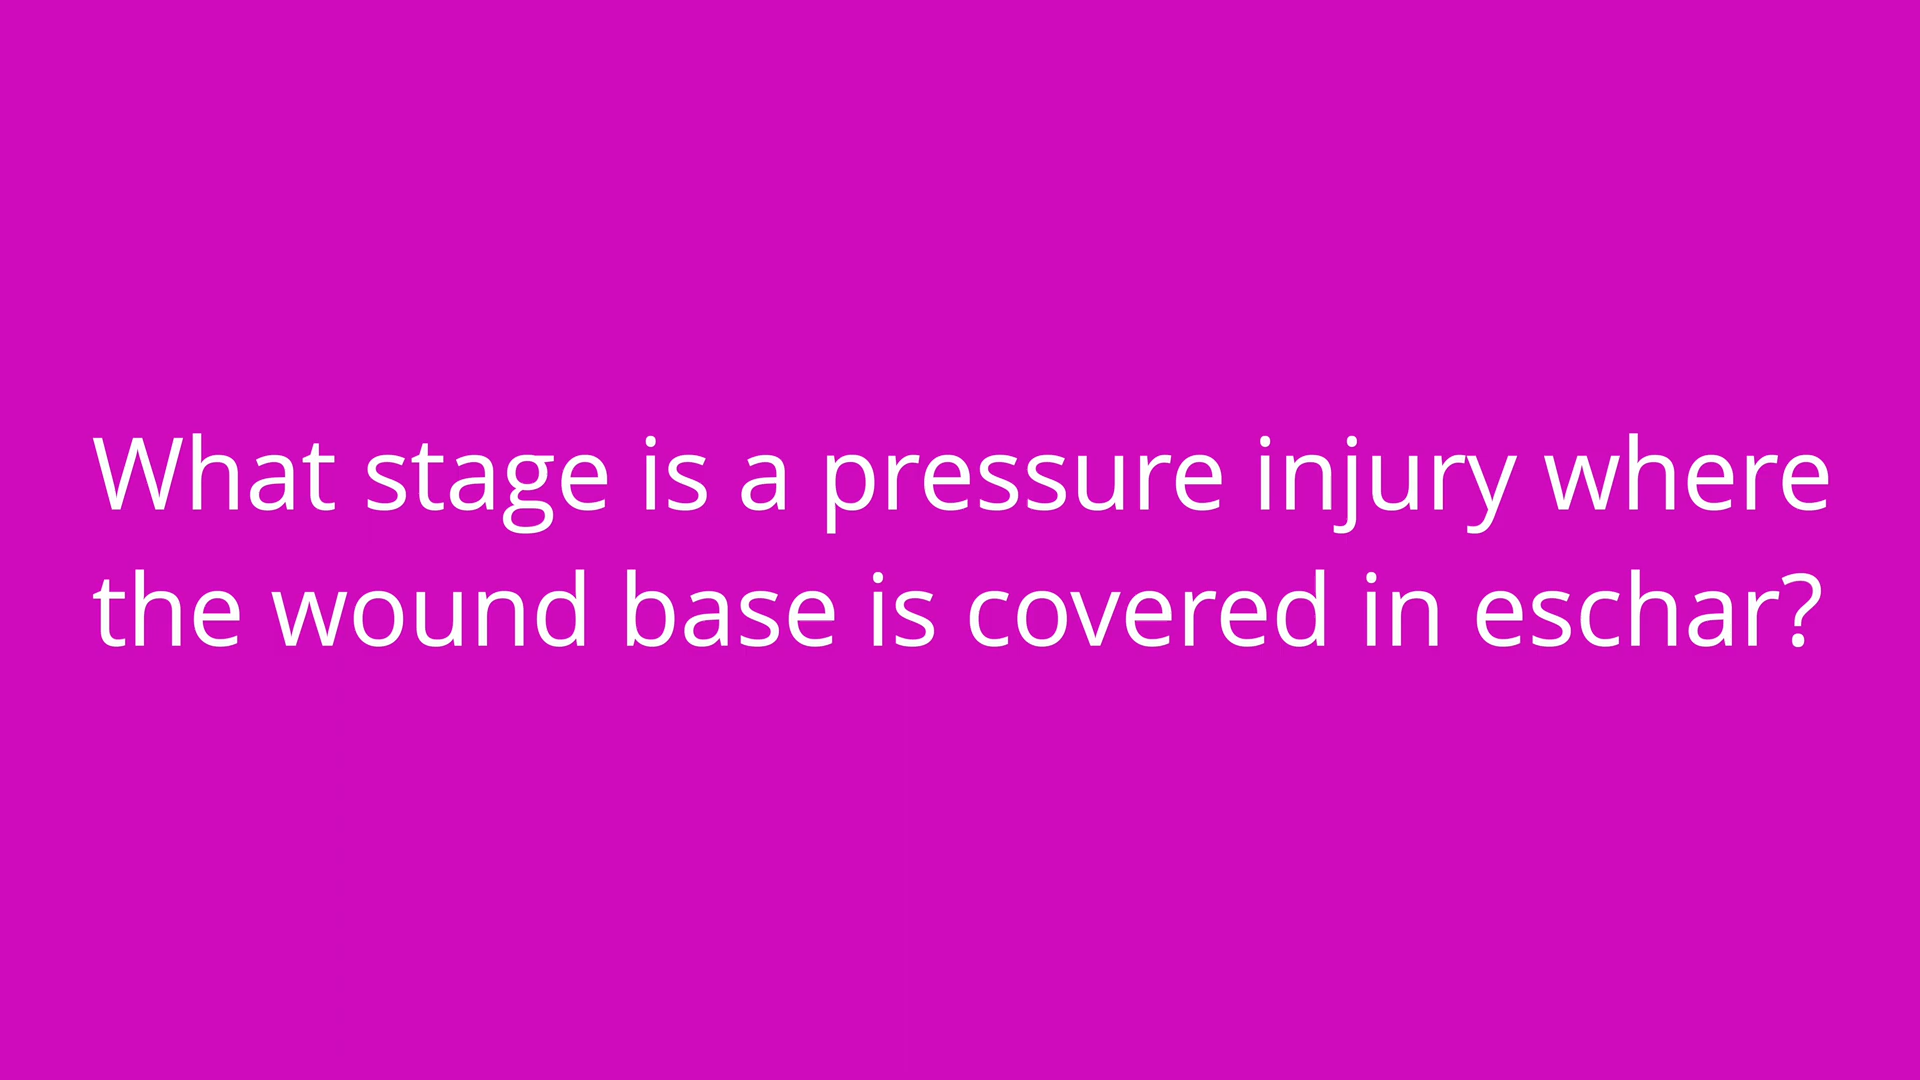 What stage is a pressure injury where
the wound base is covered in eschar?